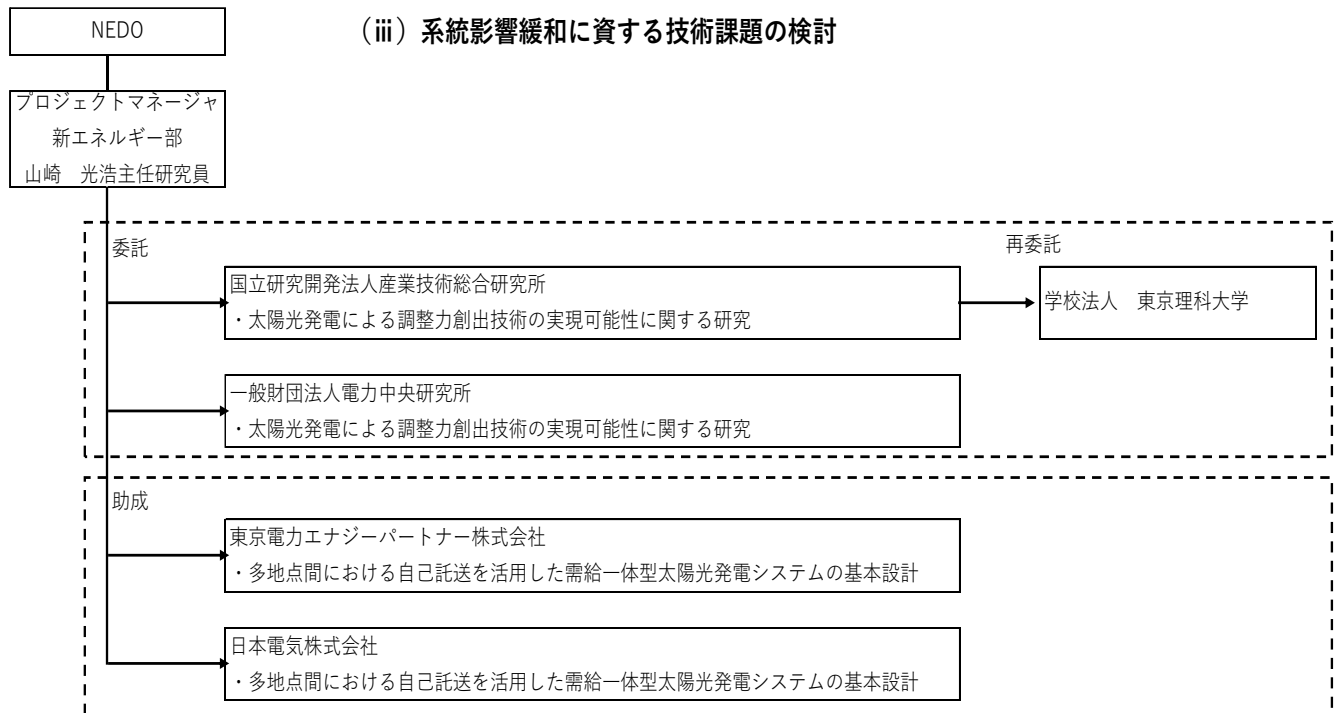 NEDO
（ⅲ）系統影響緩和に資する技術課題の検討
プロジェクトマネージャ
新エネルギー部
山崎　光浩主任研究員
委託
再委託
国立研究開発法人産業技術総合研究所
・太陽光発電による調整力創出技術の実現可能性に関する研究
学校法人　東京理科大学
一般財団法人電力中央研究所
・太陽光発電による調整力創出技術の実現可能性に関する研究
助成
東京電力エナジーパートナー株式会社
・多地点間における自己託送を活用した需給一体型太陽光発電システムの基本設計
日本電気株式会社
・多地点間における自己託送を活用した需給一体型太陽光発電システムの基本設計